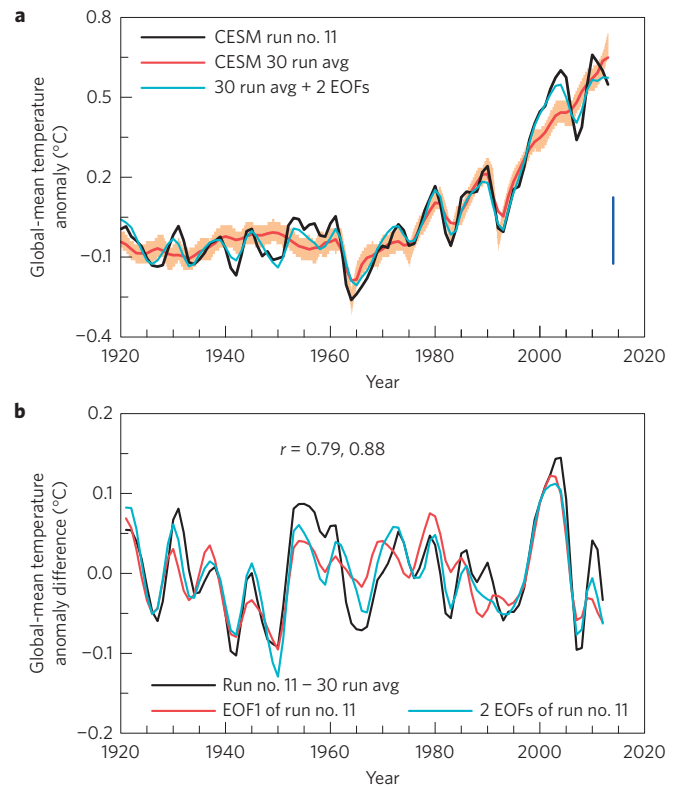 a
0.8
0.5
0.2
−0.1
−0.4
Global-mean temperature
anomaly (°C)
CESM run no. 11
CESM 30 run avg
30 run avg + 2 EOFs
1920 1940 1960 1980 2000 2020
Year
b
0.2
0.1
0.0
−0.1
−0.2
Global-mean temperature
anomaly difference (°C)
r = 0.79, 0.88
Run no. 11 − 30 run avg
EOF1 of run no. 11 2 EOFs of run no. 11
1920 1940 1960 1980 2000 2020
Year